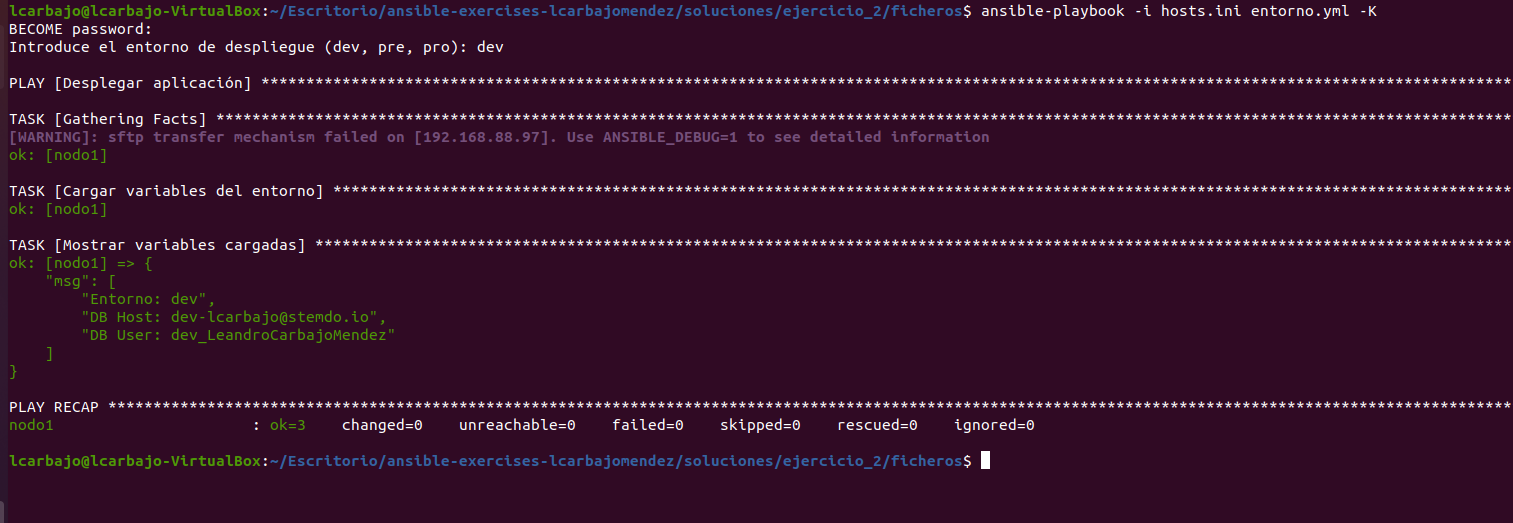 lcarbajo@lcarbajo-VirtualBox:~/Escritorio/ansible-exercises-lcarbajomendez/soluciones/ejercicio_2/ficheros$ ansible-playbook -i hosts.ini entorno.yml -K
BECOME password:
Introduce el entorno de despliegue (dev, pre, pro): dev
PLAY [Desplegar aplicación] *******************************************************************************************************************************************
TASK [Gathering Facts] ************************************************************************************************************************************************
[WARNING]: sftp transfer mechanism failed on [192.168.88.97]. Use ANSIBLE_DEBUG=1 to see detailed information
ok: [nodo1]
TASK [Cargar variables del entorno] ***********************************************************************************************************************************
ok: [nodo1]
TASK [Mostrar variables cargadas] *************************************************************************************************************************************
ok: [nodo1] => {
    "msg": [
        "Entorno: dev",
        "DB Host: dev-lcarbajo@stemdo.io",
        "DB User: dev_LeandroCarbajoMendez"
    ]
}
PLAY RECAP ************************************************************************************************************************************************************
nodo1                      : ok=3    changed=0    unreachable=0    failed=0    skipped=0    rescued=0    ignored=0
lcarbajo@lcarbajo-VirtualBox:~/Escritorio/ansible-exercises-lcarbajomendez/soluciones/ejercicio_2/ficheros$